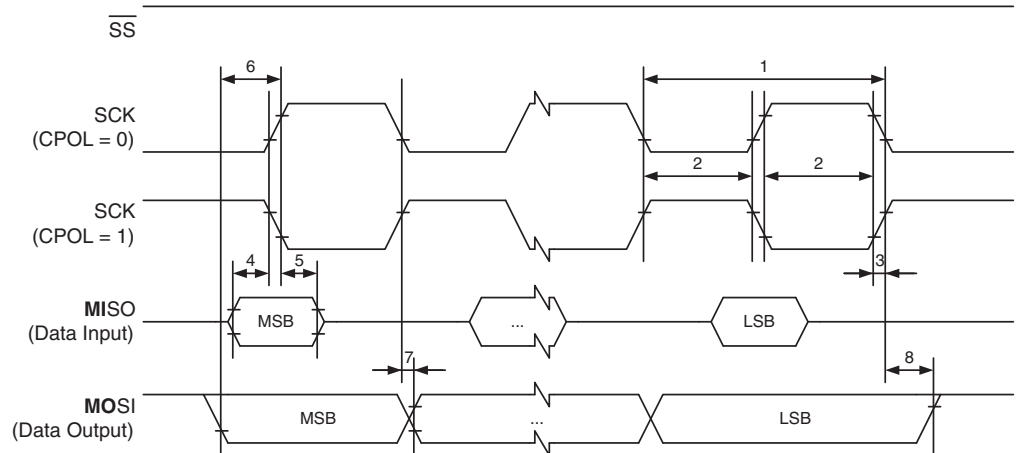 SS
6
1
SCK
(CPOL = 0)
2
2
SCK
(CPOL = 1)
4
5
3
MISO
(Data Input)
MSB
...
LSB
7
8
MOSI
(Data Output)
MSB
...
LSB